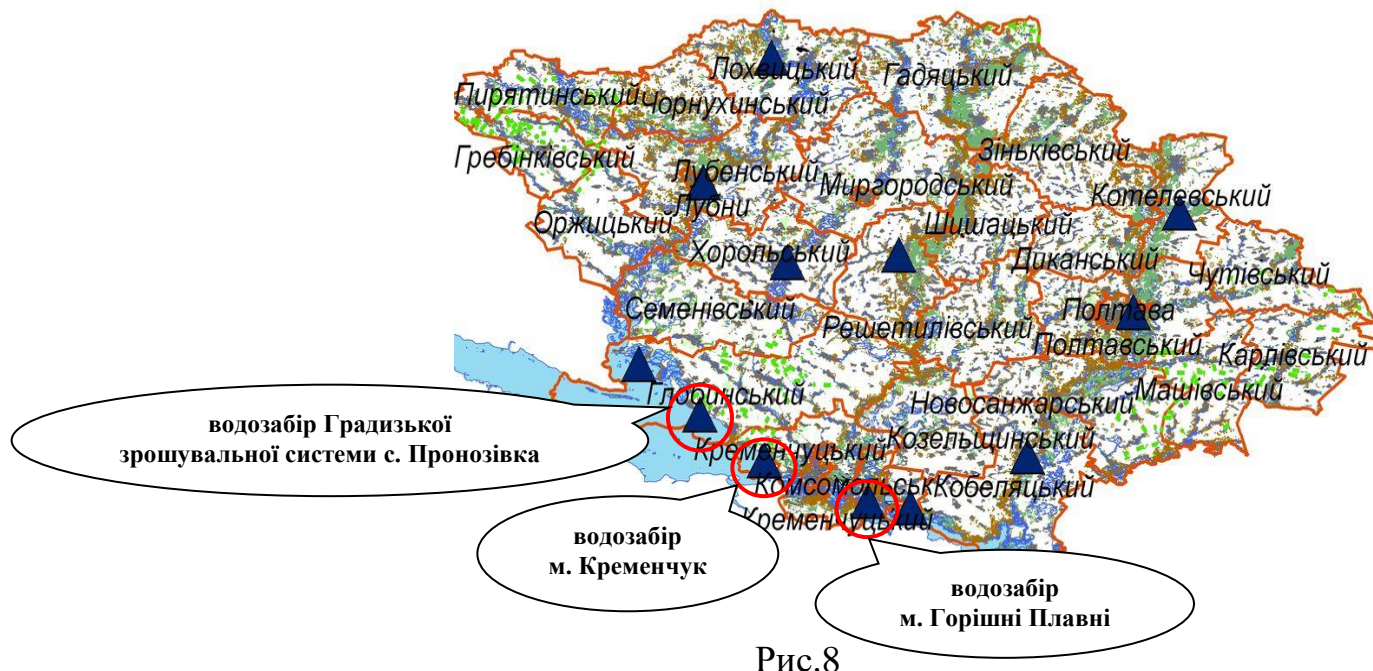 Лохвицький
Гадяцький
Пирятинський
Чорнухинський
Зіньківський
Гребінківський
Лубенський
Миргородський
Котелевський
Лубни
Оржицький
Шишацький
Хорольський
Диканський
Чутівський
Семенівський
Полтава
Решетилівський
Полтавський
Карлівський
Глобинський
Машівський
Новосанжарський
водозабір Градизької
зрошувальної системи с. Пронозівка
Кременчуцький
Козельщинський
Комсомольськ
Кобеляцький
Кременчуцький
водозабір
м. Кременчук
водозабір
м. Горішні Плавні
Рис.8